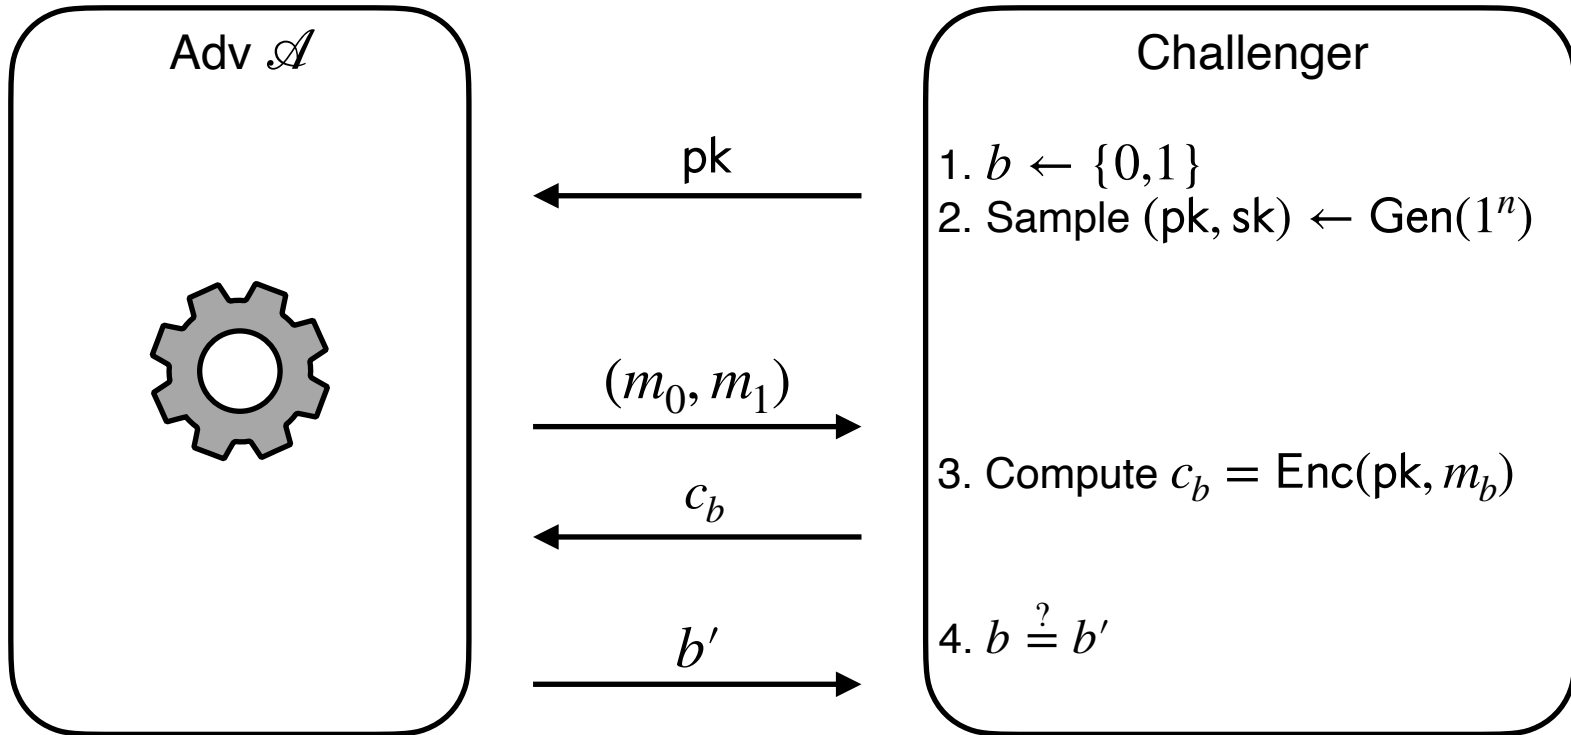 Adv 𝒜
Challenger
pk
1. b ← {0,1}
2. Sample (pk, sk) ← Gen(1ⁿ)
(m₀, m₁)
3. Compute c_b = Enc(pk, m_b)
c_b
4. b ≟ b′
b′